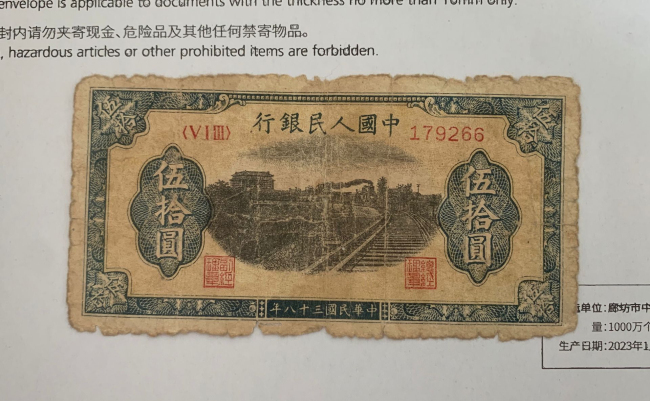 envelope is applicable to documents with the thickness no more than 10mm only.
封内请勿夹寄现金、危险品及其他任何禁寄物品。
, hazardous articles or other prohibited items are forbidden.
行銀民人國中
〈VIⅢ〉 179266
伍拾圓 伍拾圓
年八十三國民華中
单位：廊坊市中
量：1000万个
生产日期：2023年1